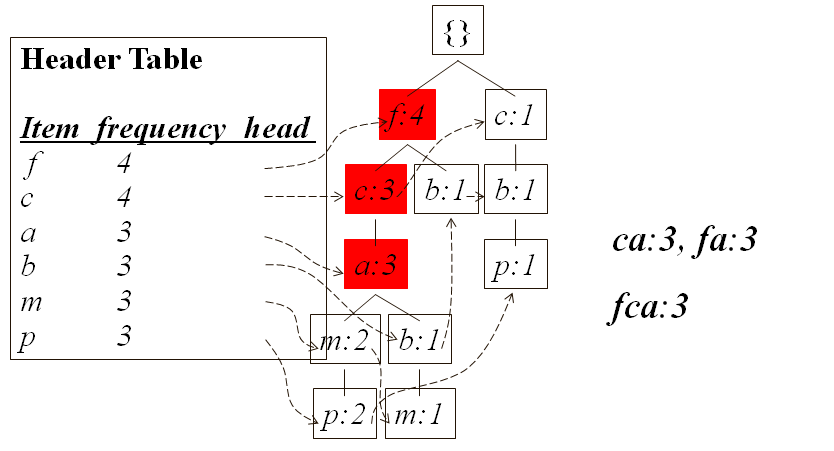 {}
Header Table
f:4 c:1
Item frequency head
f 4
c 4
c:3 b:1 b:1
a 3
ca:3, fa:3
b 3
a:3 p:1
m 3
fca:3
p 3
m:2 b:1
p:2 m:1